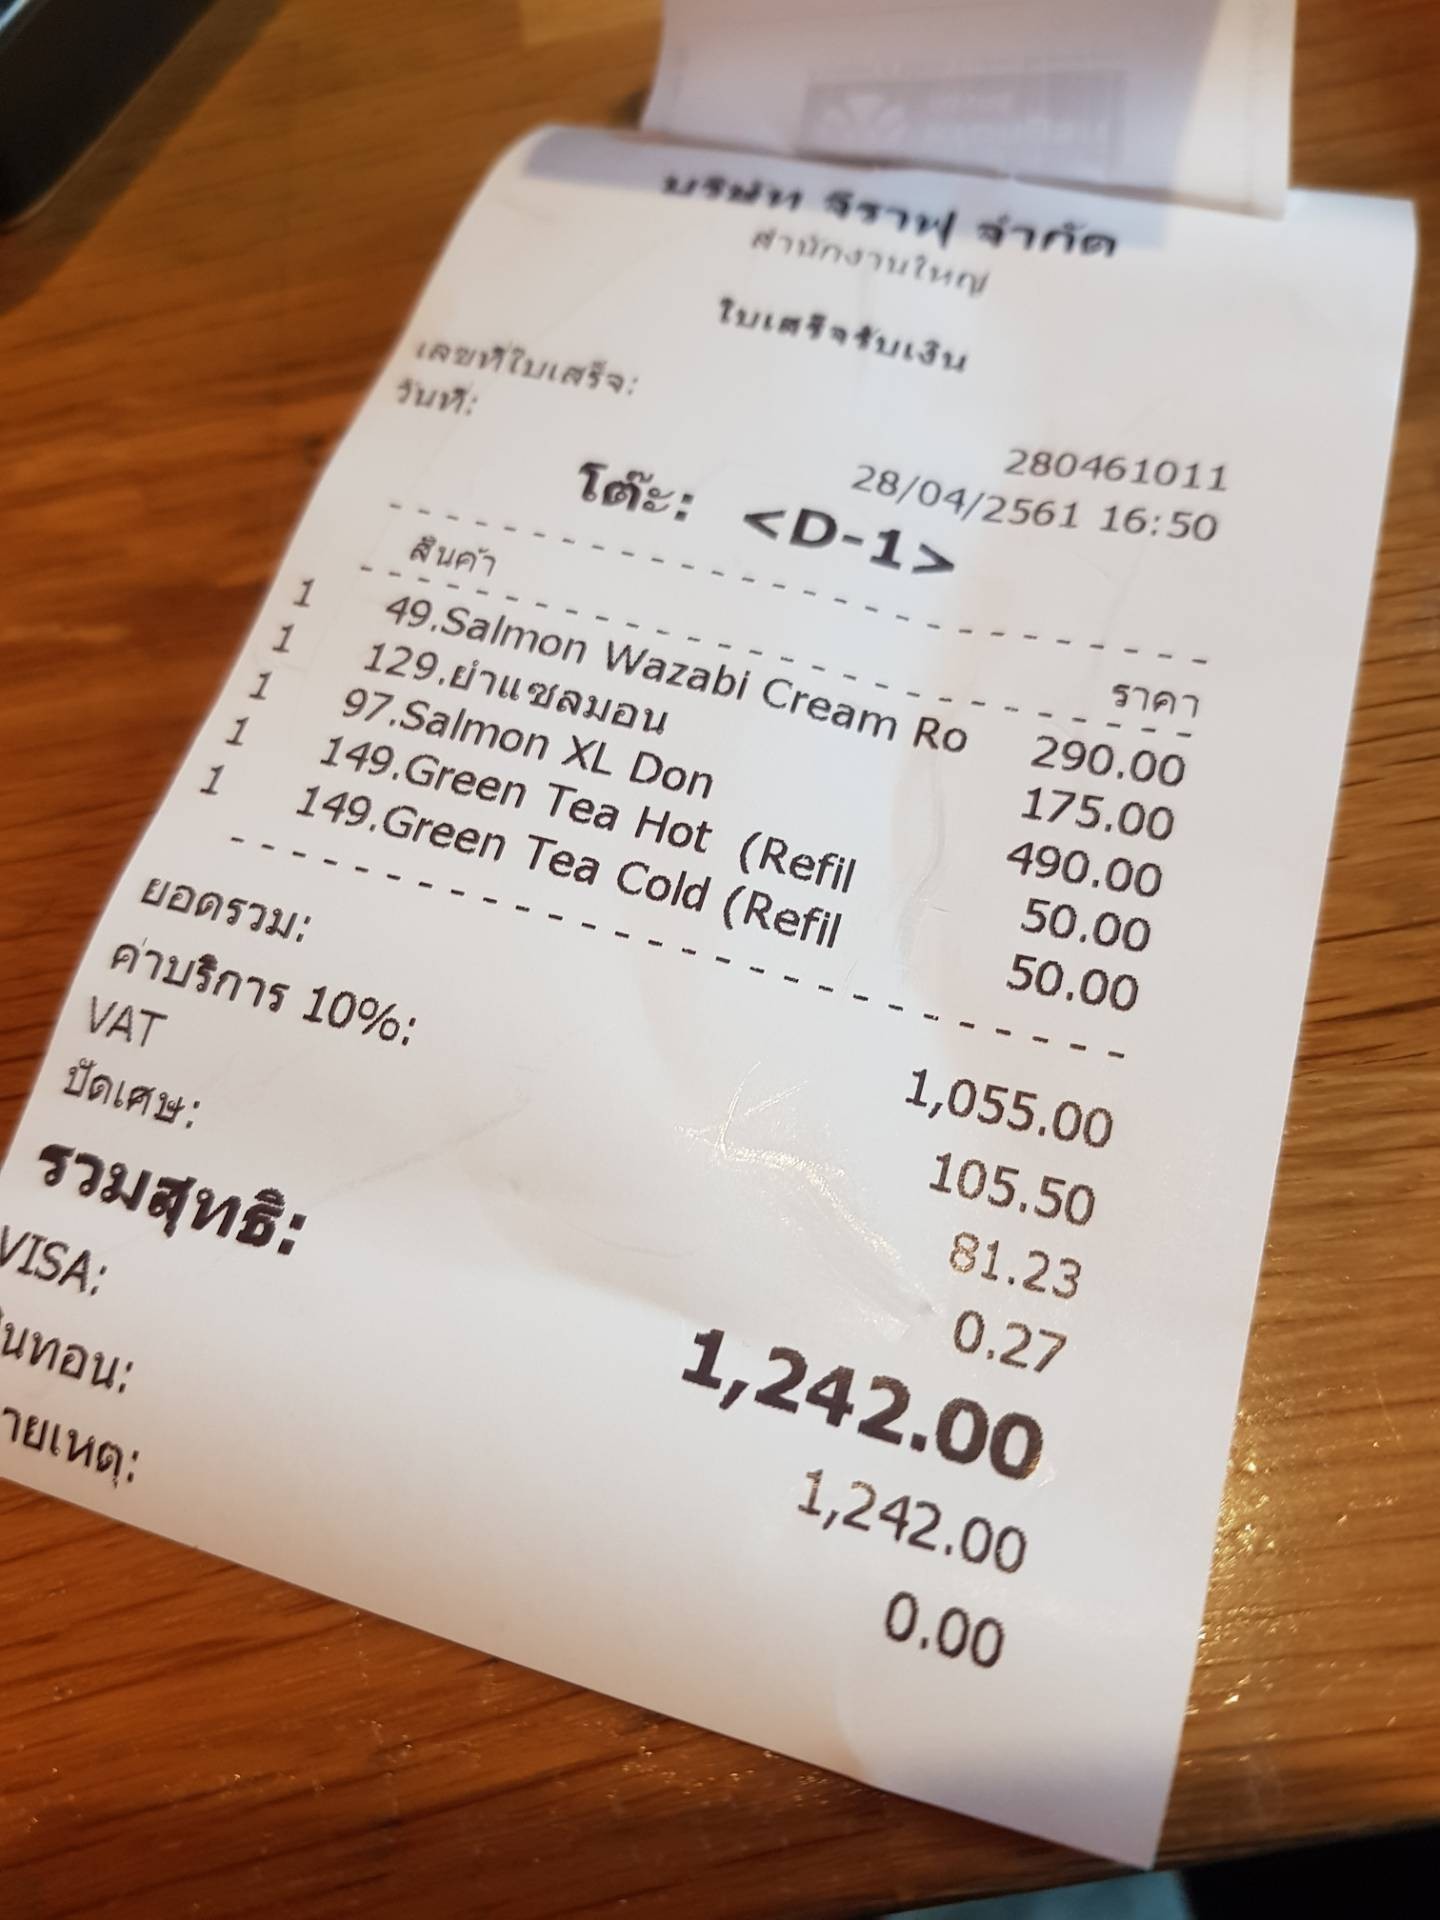 บริษัท จิราฟุ จำกัด
สำนักงานใหญ่
ใบเสร็จรับเงิน
เลขที่ใบเสร็จ: 280461011
วันที่: 28/04/2561 16:50
โต๊ะ: <D-1>
สินค้า ราคา
1 49.Salmon Wazabi Cream Ro 290.00
1 129.ยำแซลมอน 175.00
1 97.Salmon XL Don 490.00
1 149.Green Tea Hot (Refil 50.00
1 149.Green Tea Cold (Refil 50.00
ยอดรวม: 1,055.00
ค่าบริการ 10%: 105.50
VAT 81.23
ปัดเศษ: 0.27
รวมสุทธิ: 1,242.00
VISA: 1,242.00
ินทอน: 0.00
ายเหตุ: